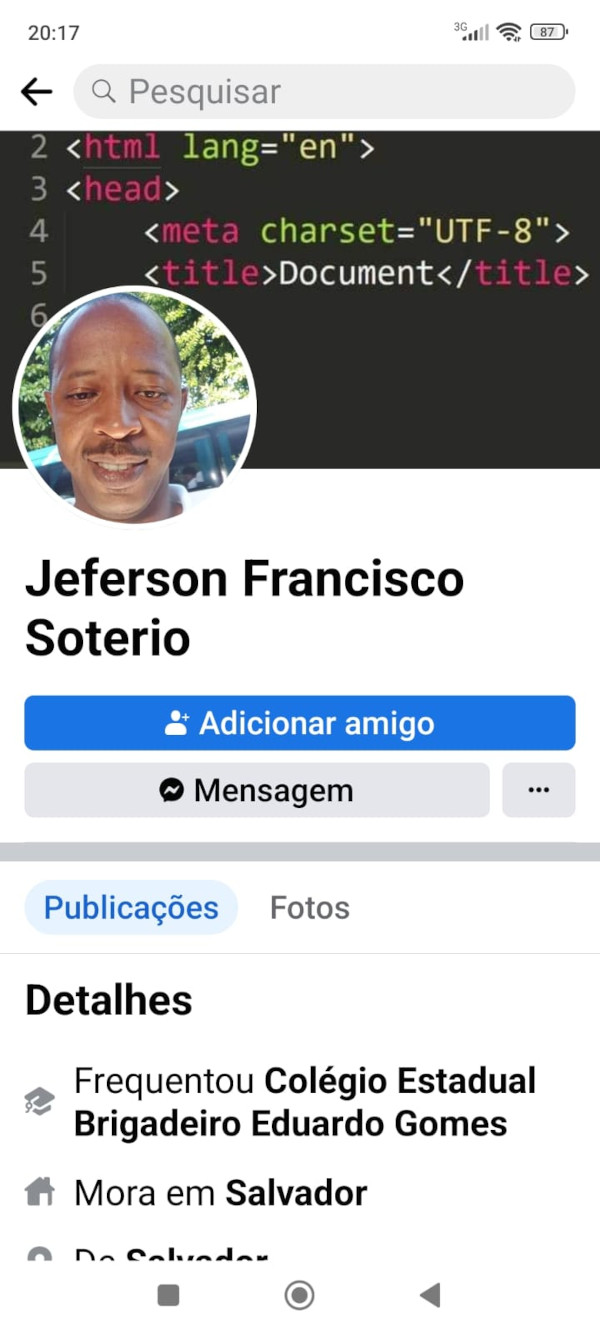 20:17
3G
87
Pesquisar
2 <html lang="en">
3 <head>
4 <meta charset="UTF-8">
5 <title>Document</title>
6
Jeferson Francisco
Soterio
Adicionar amigo
Mensagem
Publicações Fotos
Detalhes
Frequentou Colégio Estadual
Brigadeiro Eduardo Gomes
Mora em Salvador
De Salvador